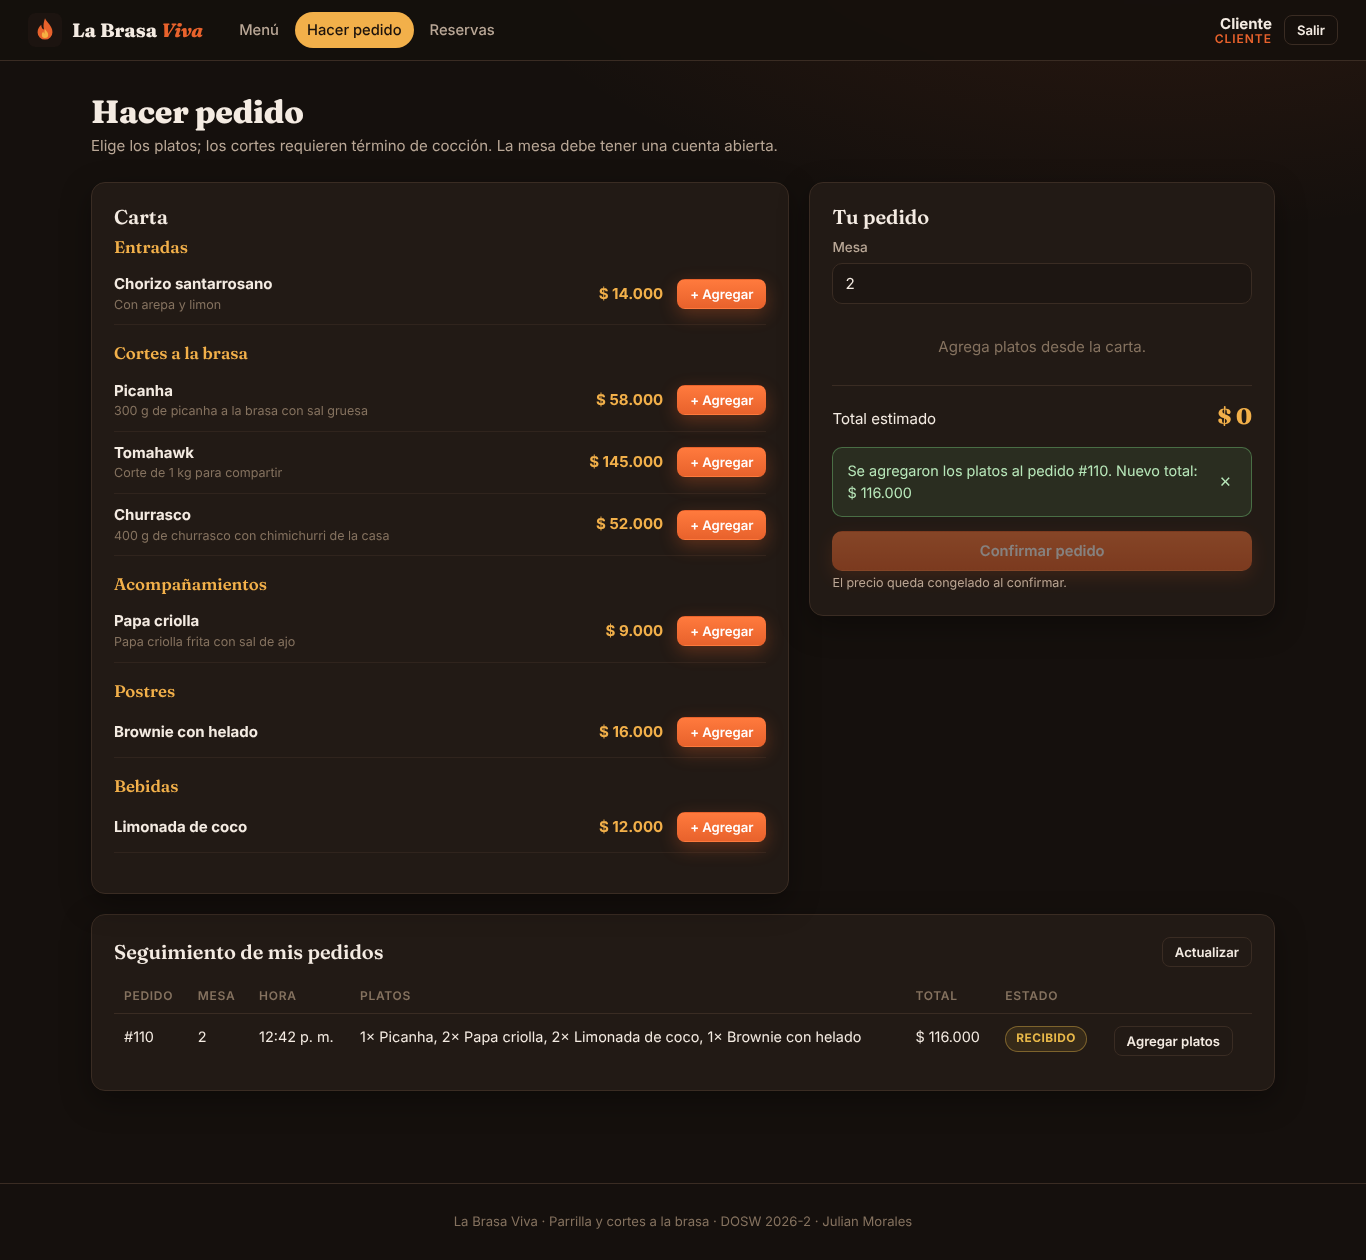 La Brasa Viva
Menú
Hacer pedido
Reservas
Cliente
CLIENTE
Salir
Hacer pedido
Elige los platos; los cortes requieren término de cocción. La mesa debe tener una cuenta abierta.
Carta
Entradas
Chorizo santarrosano
Con arepa y limon
$ 14.000
+ Agregar
Cortes a la brasa
Picanha
300 g de picanha a la brasa con sal gruesa
$ 58.000
+ Agregar
Tomahawk
Corte de 1 kg para compartir
$ 145.000
+ Agregar
Churrasco
400 g de churrasco con chimichurri de la casa
$ 52.000
+ Agregar
Acompañamientos
Papa criolla
Papa criolla frita con sal de ajo
$ 9.000
+ Agregar
Postres
Brownie con helado
$ 16.000
+ Agregar
Bebidas
Limonada de coco
$ 12.000
+ Agregar
Tu pedido
Mesa
2
Agrega platos desde la carta.
Total estimado
$ 0
Se agregaron los platos al pedido #110. Nuevo total:
$ 116.000
×
Confirmar pedido
El precio queda congelado al confirmar.
Seguimiento de mis pedidos
Actualizar
PEDIDO MESA HORA PLATOS TOTAL ESTADO
#110 2 12:42 p. m. 1× Picanha, 2× Papa criolla, 2× Limonada de coco, 1× Brownie con helado $ 116.000 RECIBIDO Agregar platos
La Brasa Viva · Parrilla y cortes a la brasa · DOSW 2026-2 · Julian Morales